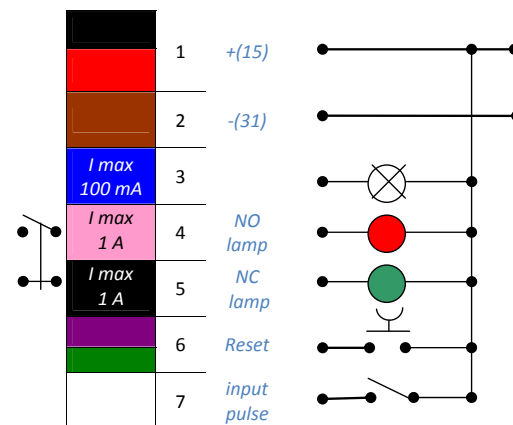 1 +(15)
2 -(31)
I max
100 mA
3
I max
1 A
4
NO
lamp
I max
1 A
5
NC
lamp
6 Reset
7
input
pulse